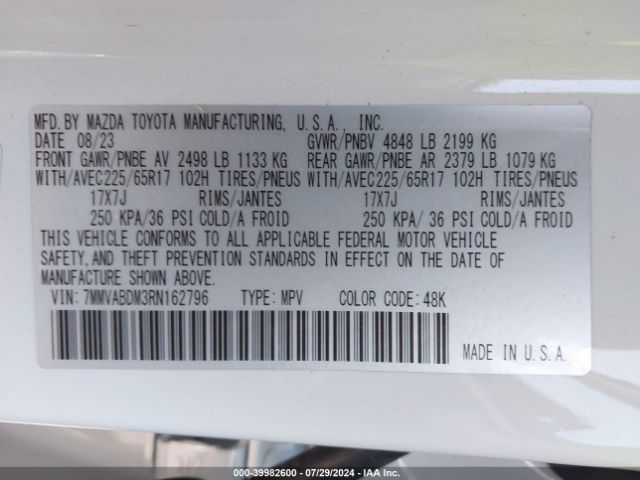 MFD. BY MAZDA TOYOTA MANUFACTURING, U.S.A., INC.
DATE 08/23 GVWR/PNBV 4848 LB 2199 KG
FRONT GAWR/PNBE AV 2498 LB 1133 KG REAR GAWR/PNBE AR 2379 LB 1079 KG
WITH/AVEC225/65R17 102H TIRES/PNEUS WITH/AVEC225/65R17 102H TIRES/PNEUS
17X7J RIMS/JANTES 17X7J RIMS/JANTES
250 KPA/36 PSI COLD/A FROID 250 KPA/ 36 PSI COLD/A FROID
THIS VEHICLE CONFORMS TO ALL APPLICABLE FEDERAL MOTOR VEHICLE
SAFETY, AND THEFT PREVENTION STANDARDS IN EFFECT ON THE DATE OF
MANUFACTURE SHOWN ABOVE.
VIN: 7MMVABDM3RN162796 TYPE: MPV COLOR CODE: 48K
MADE IN U.S.A.
000-39982600 - 07/29/2024 - IAA Inc.